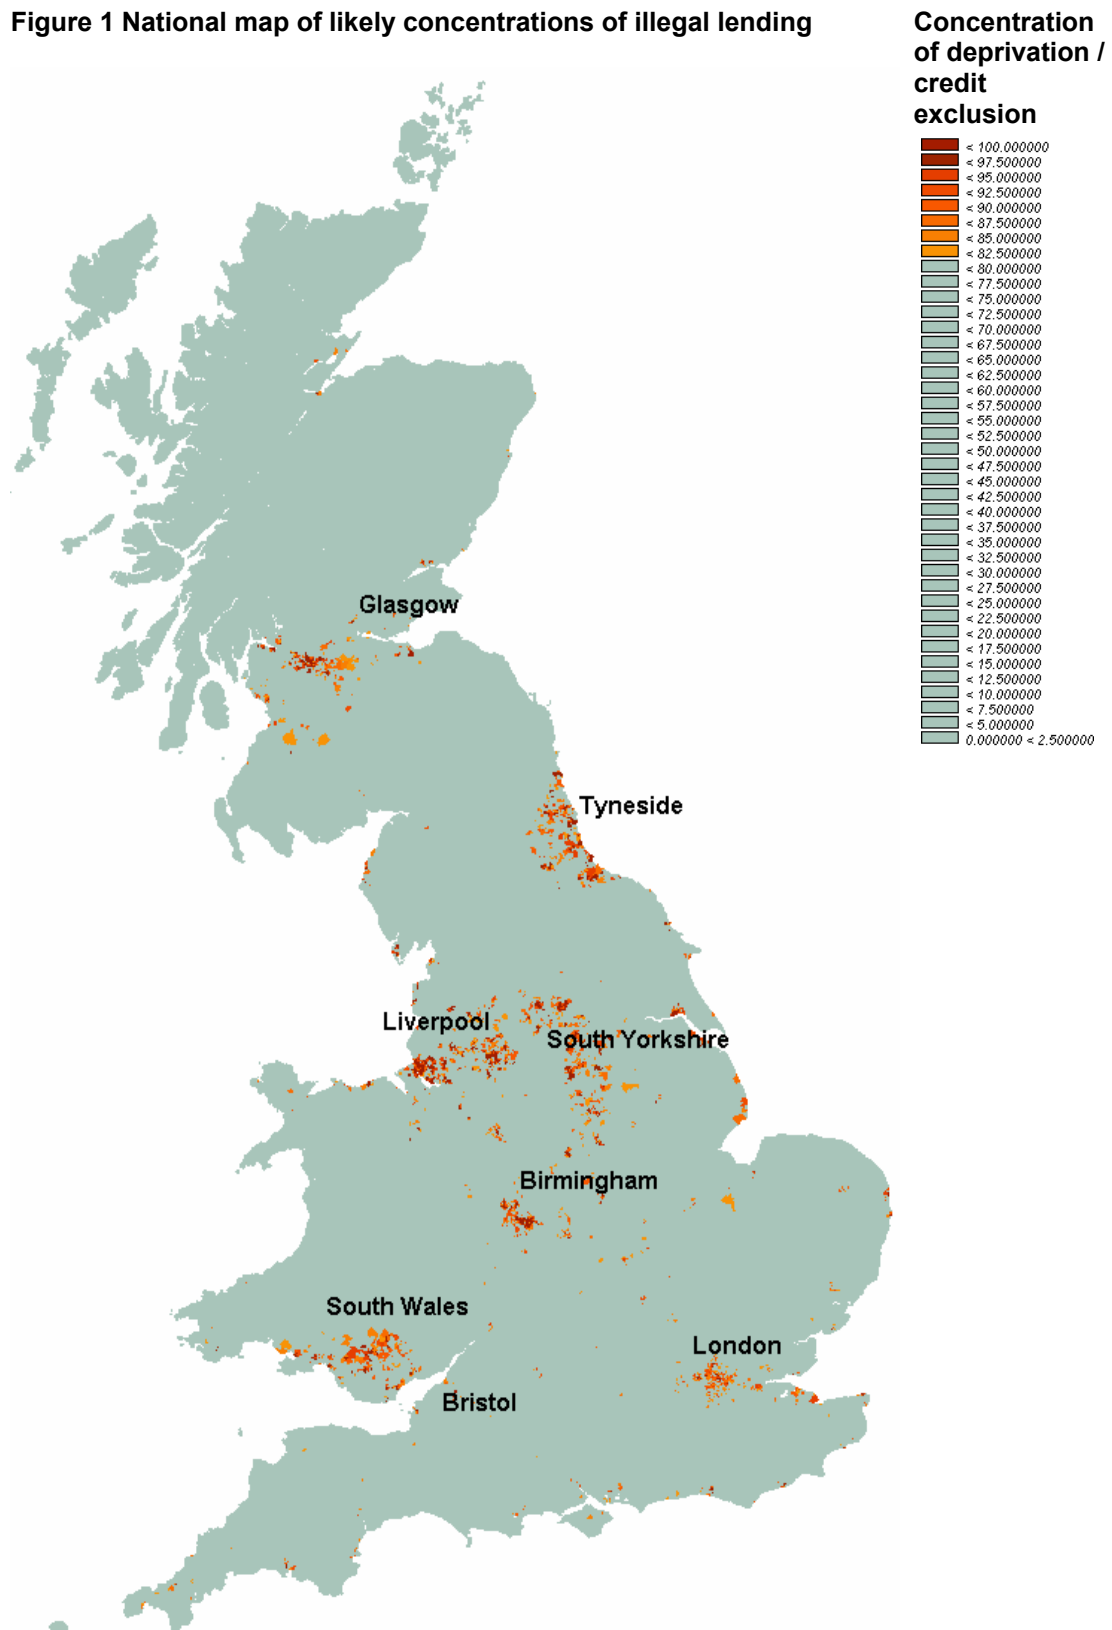 Figure 1 National map of likely concentrations of illegal lending
Concentration
of deprivation /
credit
exclusion
< 100.000000
< 97.500000
< 95.000000
< 92.500000
< 90.000000
< 87.500000
< 85.000000
< 82.500000
< 80.000000
< 77.500000
< 75.000000
< 72.500000
< 70.000000
< 67.500000
< 65.000000
< 62.500000
< 60.000000
< 57.500000
< 55.000000
< 52.500000
< 50.000000
< 47.500000
< 45.000000
< 42.500000
< 40.000000
< 37.500000
< 35.000000
< 32.500000
< 30.000000
< 27.500000
< 25.000000
< 22.500000
< 20.000000
< 17.500000
< 15.000000
< 12.500000
< 10.000000
< 7.500000
< 5.000000
0.000000 < 2.500000
Glasgow
Tyneside
Liverpool
South Yorkshire
Birmingham
South Wales
London
Bristol